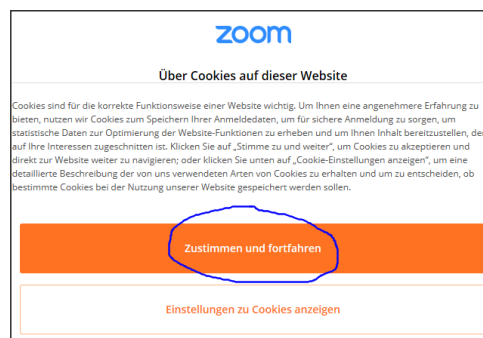 zoom
Über Cookies auf dieser Website
Cookies sind für die korrekte Funktionsweise einer Website wichtig. Um Ihnen eine angenehmere Erfahrung zu
bieten, nutzen wir Cookies zum Speichern Ihrer Anmeldedaten, um für sichere Anmeldung zu sorgen, um
statistische Daten zur Optimierung der Website-Funktionen zu erheben und um Ihnen Inhalt bereitzustellen, der
auf Ihre Interessen zugeschnitten ist. Klicken Sie auf „Stimme zu und weiter“, um Cookies zu akzeptieren und
direkt zur Website weiter zu navigieren; oder klicken Sie unten auf „Cookie-Einstellungen anzeigen“, um eine
detaillierte Beschreibung der von uns verwendeten Arten von Cookies zu erhalten und um zu entscheiden, ob
bestimmte Cookies bei der Nutzung unserer Website gespeichert werden sollen.
Zustimmen und fortfahren
Einstellungen zu Cookies anzeigen